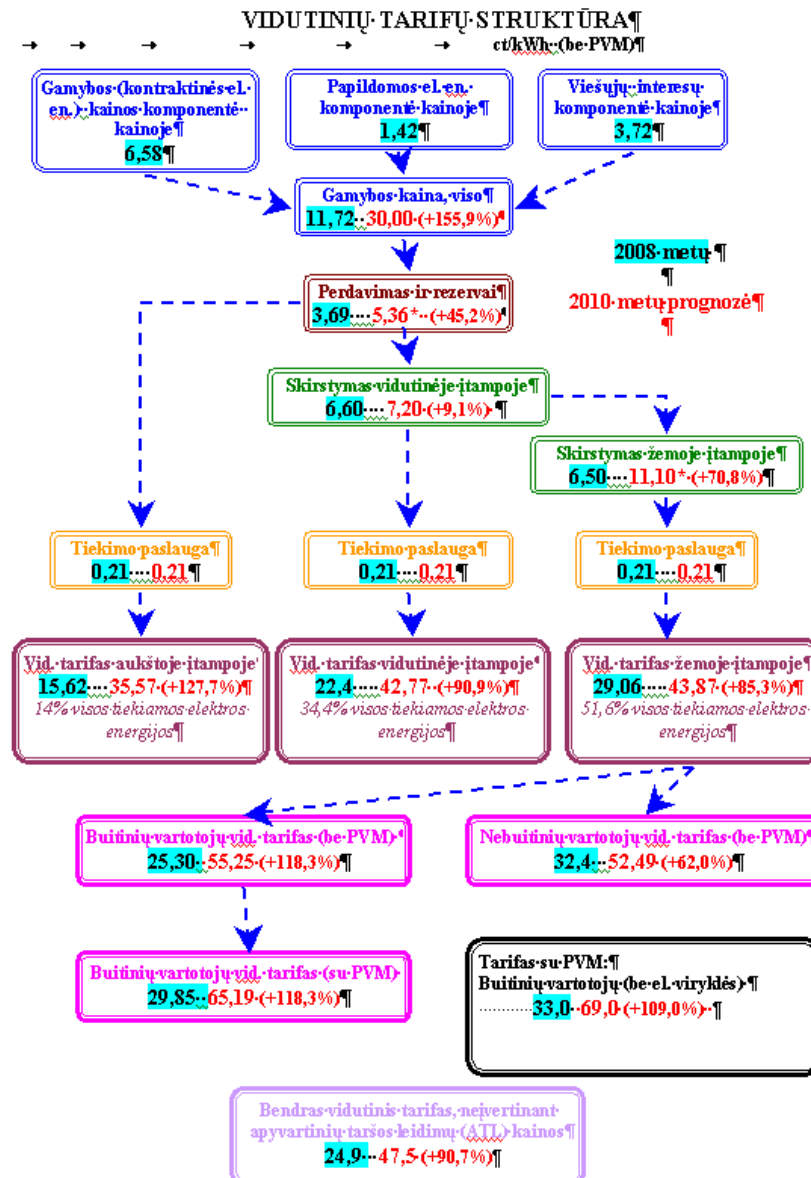 VIDUTINIŲ TARIFŲ STRUKTŪRA¶
ct/kWh (be PVM)¶
Gamybos (kontraktinės el. en.) kainos komponentė kainoje¶
6,58¶
Papildomos el. en. komponentė kainoje¶
1,42¶
Viešųjų interesų komponentė kainoje¶
3,72¶
Gamybos kaina, viso¶
11,72 30,00 (+155,9%)¶
2008 metų ¶
¶
2010 metų prognozė¶
¶
Perdavimas ir rezervai¶
3,69 5,36* (+45,2%)¶
Skirstymas vidutinėje įtampoje¶
6,60 7,20 (+9,1%) ¶
Skirstymas žemoje įtampoje¶
6,50 11,10* (+70,8%)¶
Tiekimo paslauga¶
0,21 0,21¶
Tiekimo paslauga¶
0,21 0,21¶
Tiekimo paslauga¶
0,21 0,21¶
Vid. tarifas aukštoje įtampoje
15,62 35,57 (+127,7%)¶
14% visos tiekiamos elektros
energijos¶
Vid. tarifas vidutinėje įtampoje¶
22,4 42,77 (+90,9%)¶
34,4% visos tiekiamos elektros
energijos¶
Vid. tarifas žemoje įtampoje¶
29,06 43,87 (+85,3%)¶
51,6% visos tiekiamos elektros
energijos¶
Buitinių vartotojų vid. tarifas (be PVM) ¶
25,30 55,25 (+118,3%)¶
Nebuitinių vartotojų vid. tarifas (be PVM)¶
32,4 52,49 (+62,0%)¶
Buitinių vartotojų vid. tarifas (su PVM)
29,85 65,19 (+118,3%)¶
Tarifas su PVM:¶
Buitinių vartotojų (be el. viryklės) ¶
33,0 69,0 (+109,0%) ¶
Bendras vidutinis tarifas, neįvertinant
apyvartinių taršos leidimų (ATL) kainos¶
24,9 47,5 (+90,7%)¶